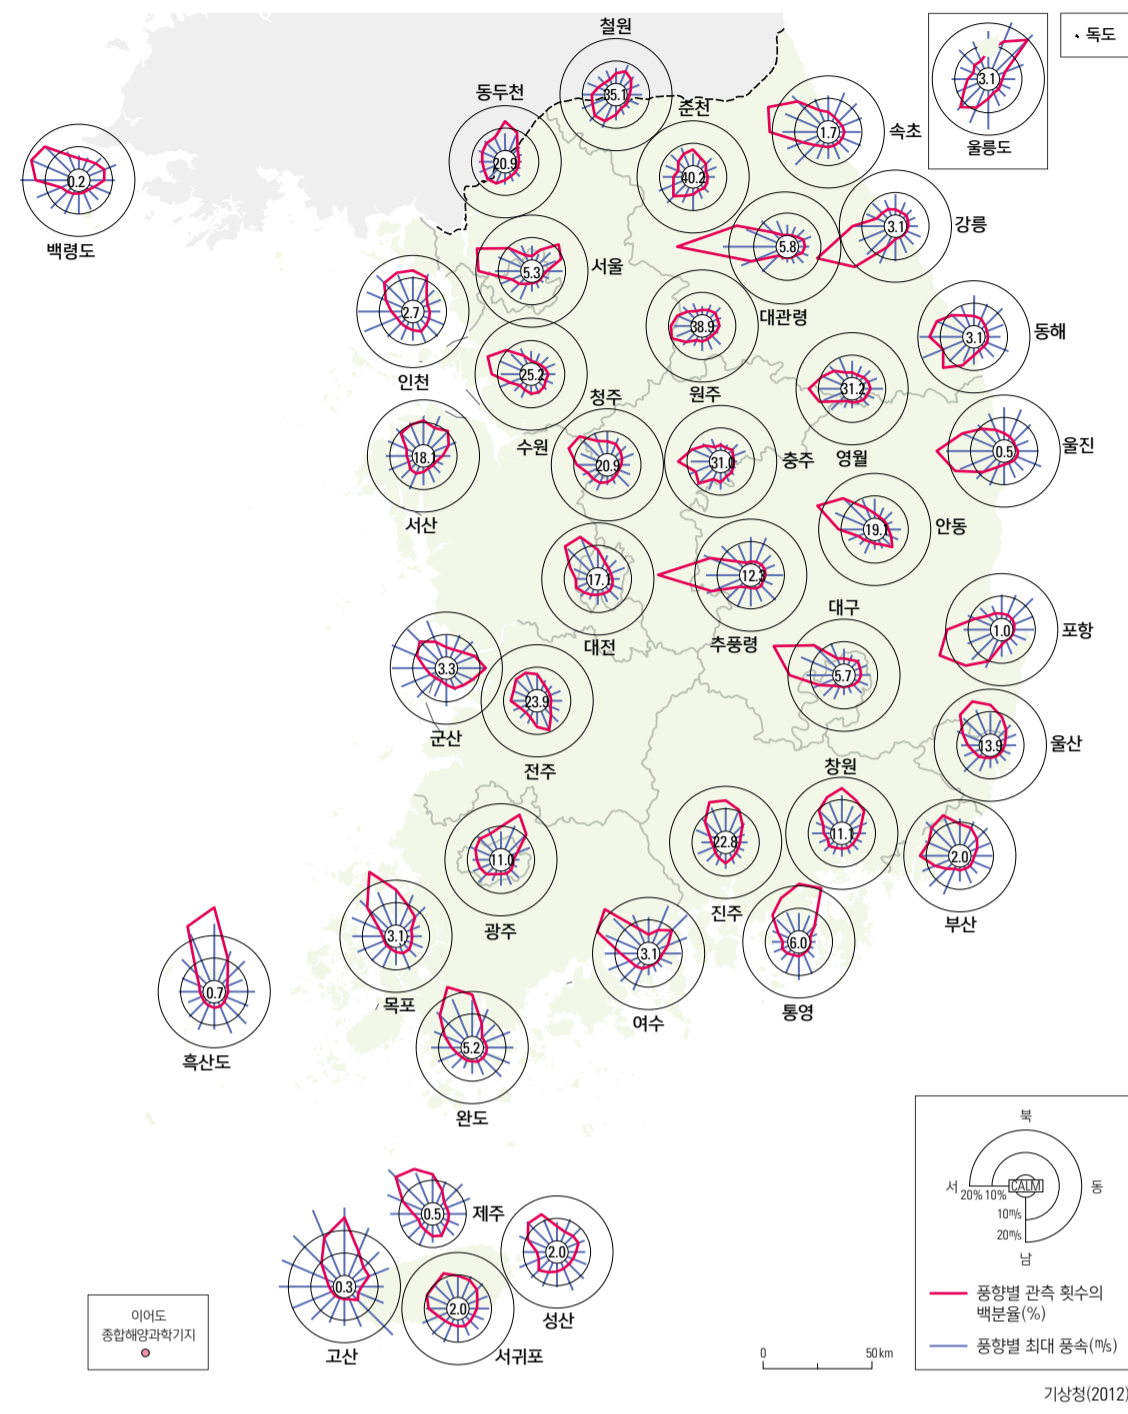 철원
35.1
동두천
20.9
춘천
40.2
속초
1.7
3.1
울릉도
독도
백령도
0.2
서울
5.3
대관령
5.8
강릉
3.1
인천
2.7
원주
38.9
동해
3.1
수원
25.2
청주
20.9
충주
31.0
영월
31.2
울진
0.5
서산
18.1
안동
19.1
대전
17.1
추풍령
12.3
대구
5.7
포항
1.0
군산
3.3
전주
23.9
울산
13.9
창원
11.1
광주
11.0
진주
22.8
부산
2.0
목포
3.1
여수
3.1
통영
6.0
흑산도
0.7
완도
5.2
제주
0.5
성산
2.0
고산
0.3
서귀포
2.0
이어도
종합해양과학기지
북
서
동
20% 10%
CALM
10㎧
20㎧
남
풍향별 관측 횟수의
백분율(%)
풍향별 최대 풍속(㎧)
0
50km
기상청(2012)